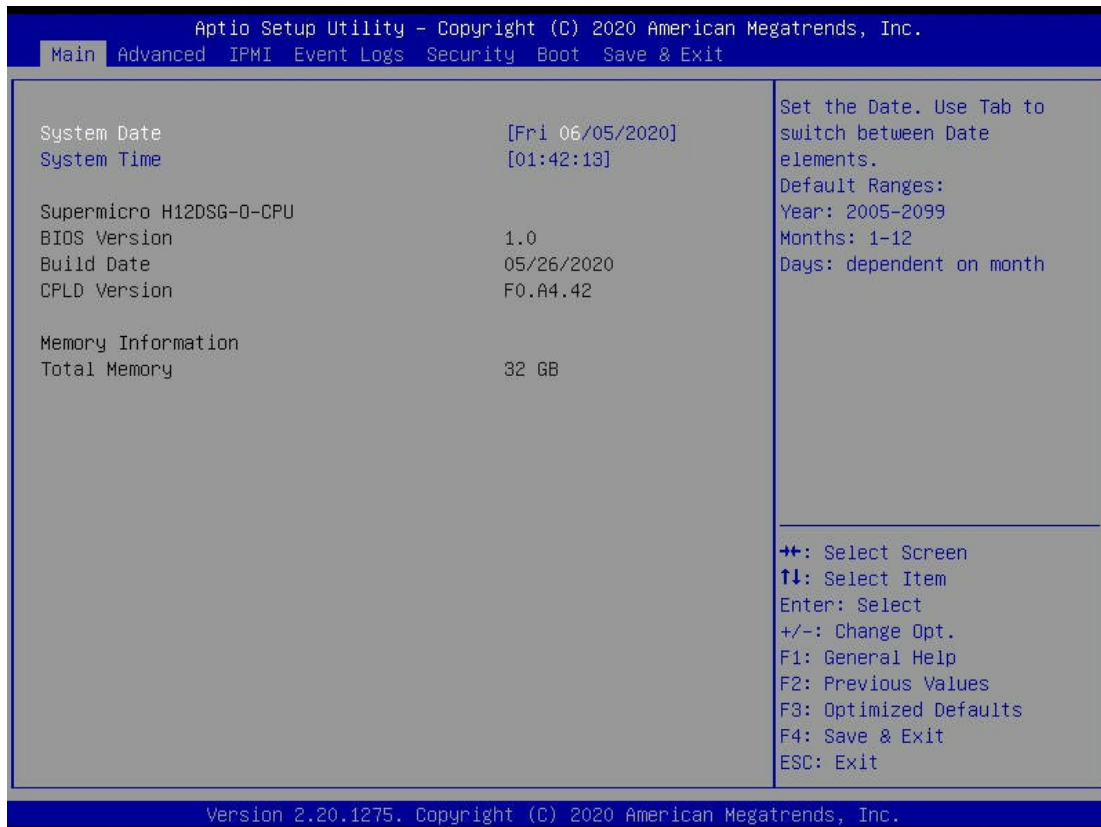 Aptio Setup Utility – Copyright (C) 2020 American Megatrends, Inc.
Main Advanced IPMI Event Logs Security Boot Save & Exit
System Date [Fri 06/05/2020]
System Time [01:42:13]
Supermicro H12DSG-O-CPU
BIOS Version 1.0
Build Date 05/26/2020
CPLD Version F0.A4.42
Memory Information
Total Memory 32 GB
Set the Date. Use Tab to
switch between Date
elements.
Default Ranges:
Year: 2005-2099
Months: 1-12
Days: dependent on month
→←: Select Screen
↑↓: Select Item
Enter: Select
+/-: Change Opt.
F1: General Help
F2: Previous Values
F3: Optimized Defaults
F4: Save & Exit
ESC: Exit
Version 2.20.1275. Copyright (C) 2020 American Megatrends, Inc.